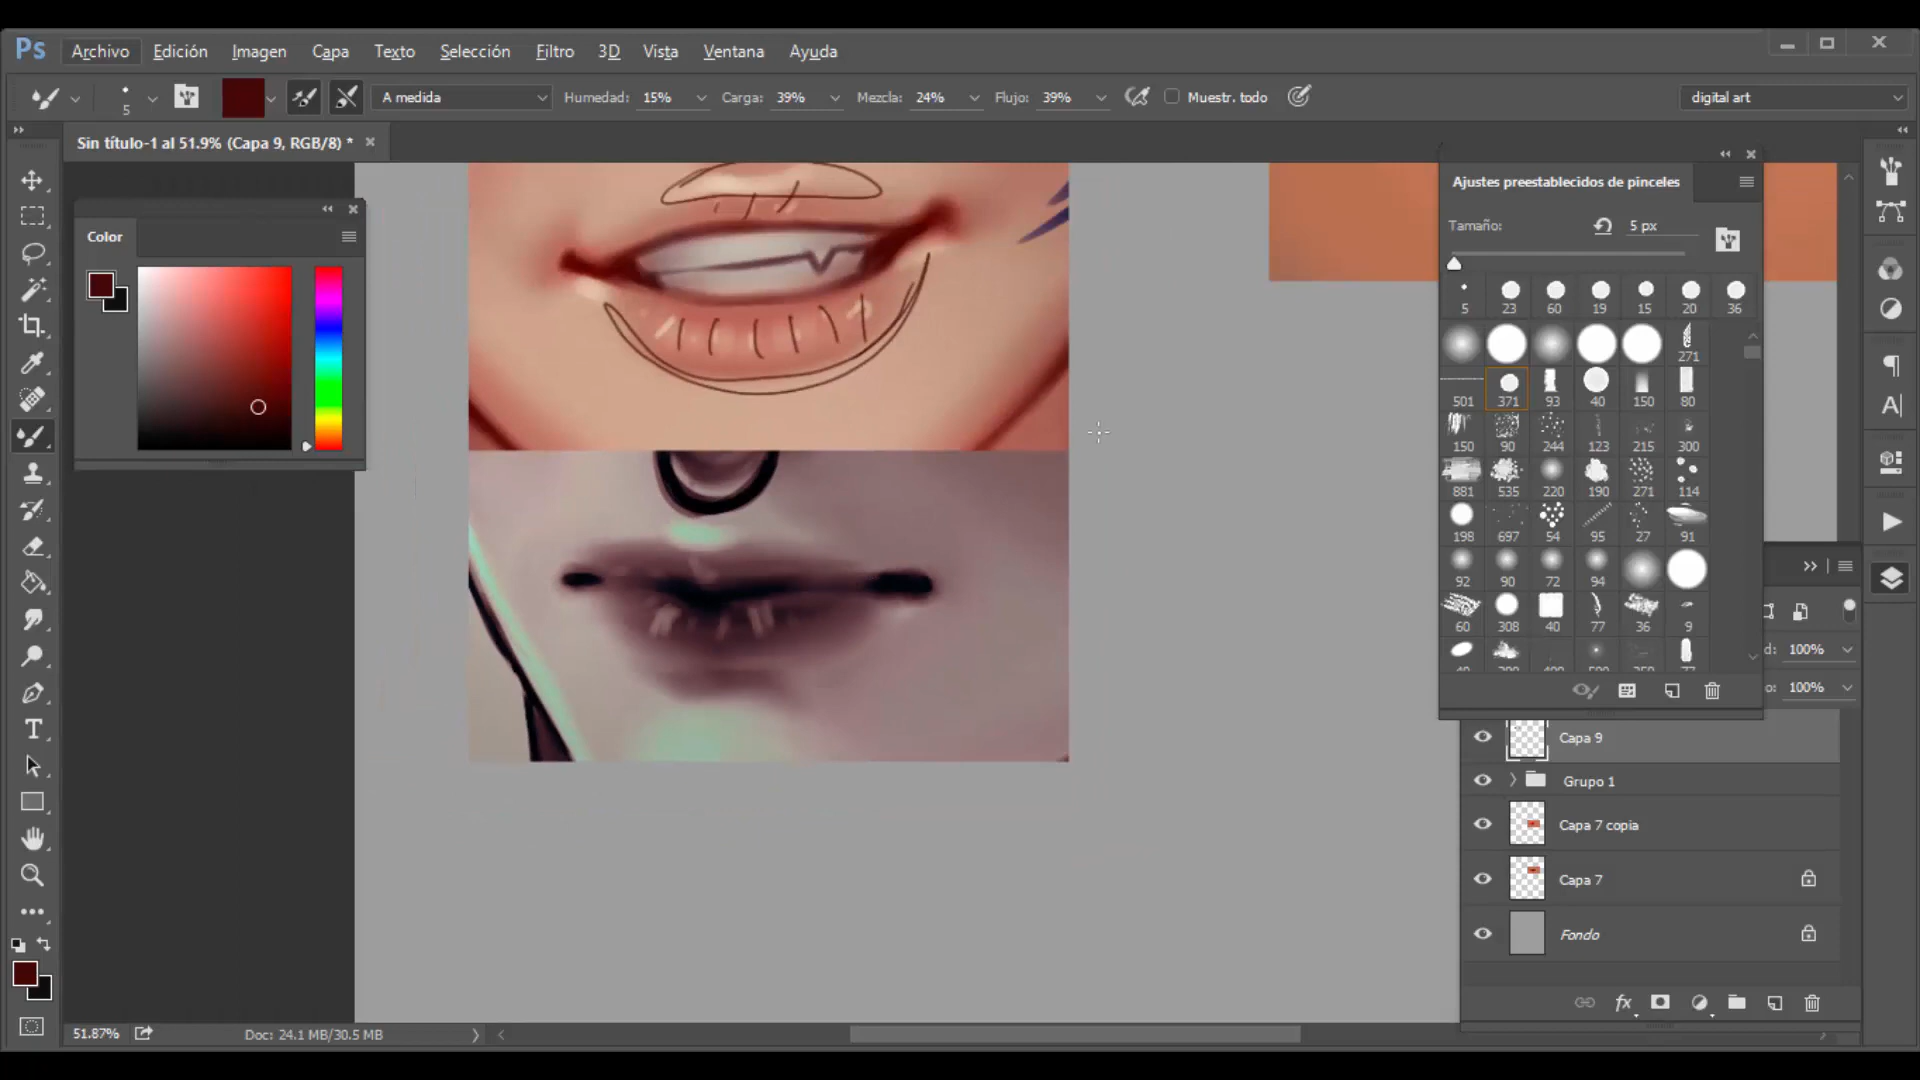 Ps Archivo Edición Imagen Capa Texto Selección Filtro 3D Vista Ventana Ayuda
5 A medida Humedad: 15% Carga: 39% Mezcla: 24% Flujo: 39% Muestr. todo digital art
Sin título-1 al 51.9% (Capa 9, RGB/8) *
Color
Ajustes preestablecidos de pinceles
Tamaño: 5 px
5 23 60 19 15 20 36
271
501 371 93 40 150 80
150 90 244 123 215 300
881 535 220 190 271 114
198 697 54 95 27 91
92 90 72 94
60 308 40 77 36 9
d: 100%
o: 100%
Capa 9
Grupo 1
Capa 7 copia
Capa 7
Fondo
fx
51.87% Doc: 24.1 MB/30.5 MB